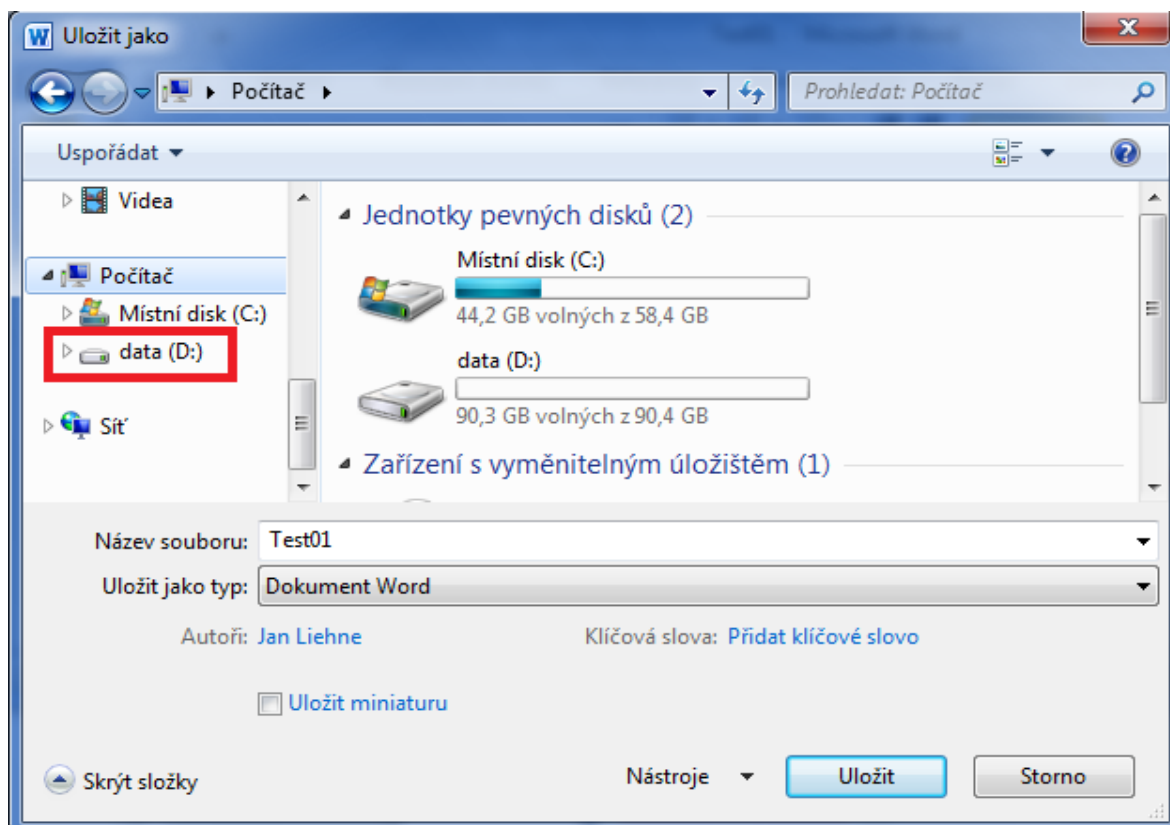 Uložit jako
Počítač
Prohledat: Počítač
Uspořádat
Videa
Počítač
Místní disk (C:)
data (D:)
Síť
Jednotky pevných disků (2)
Místní disk (C:)
44,2 GB volných z 58,4 GB
data (D:)
90,3 GB volných z 90,4 GB
Zařízení s vyměnitelným úložištěm (1)
Název souboru: Test01
Uložit jako typ: Dokument Word
Autoři: Jan Liehne Klíčová slova: Přidat klíčové slovo
Uložit miniaturu
Skrýt složky Nástroje Uložit Storno